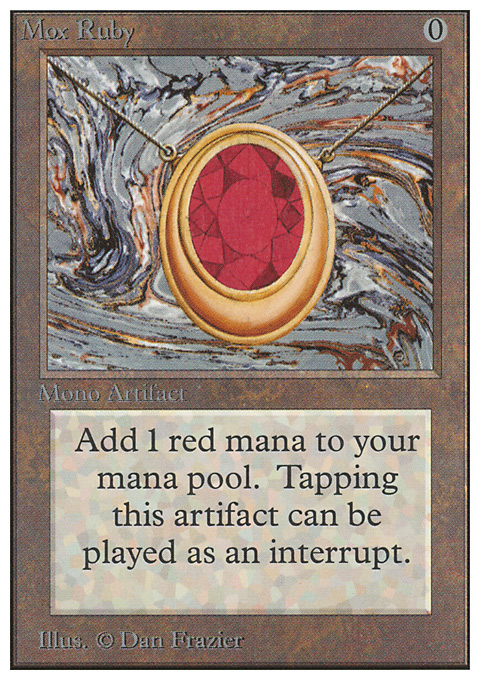 Mox Ruby 0
Mono Artifact
Add 1 red mana to your
mana pool. Tapping
this artifact can be
played as an interrupt.
Illus. © Dan Frazier